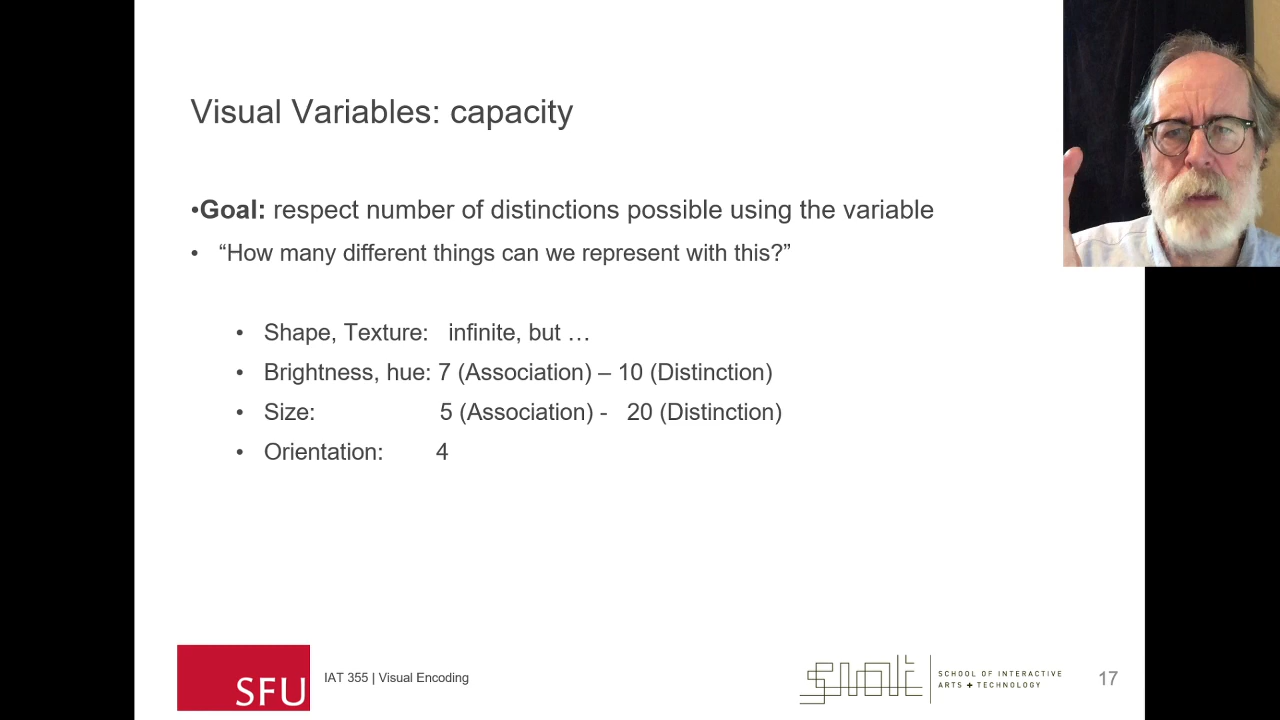 Visual Variables: capacity
•Goal: respect number of distinctions possible using the variable
• “How many different things can we represent with this?”
• Shape, Texture: infinite, but …
• Brightness, hue: 7 (Association) – 10 (Distinction)
• Size: 5 (Association) - 20 (Distinction)
• Orientation: 4
SFU
IAT 355 | Visual Encoding
siat
SCHOOL OF INTERACTIVE
ARTS + TECHNOLOGY
17